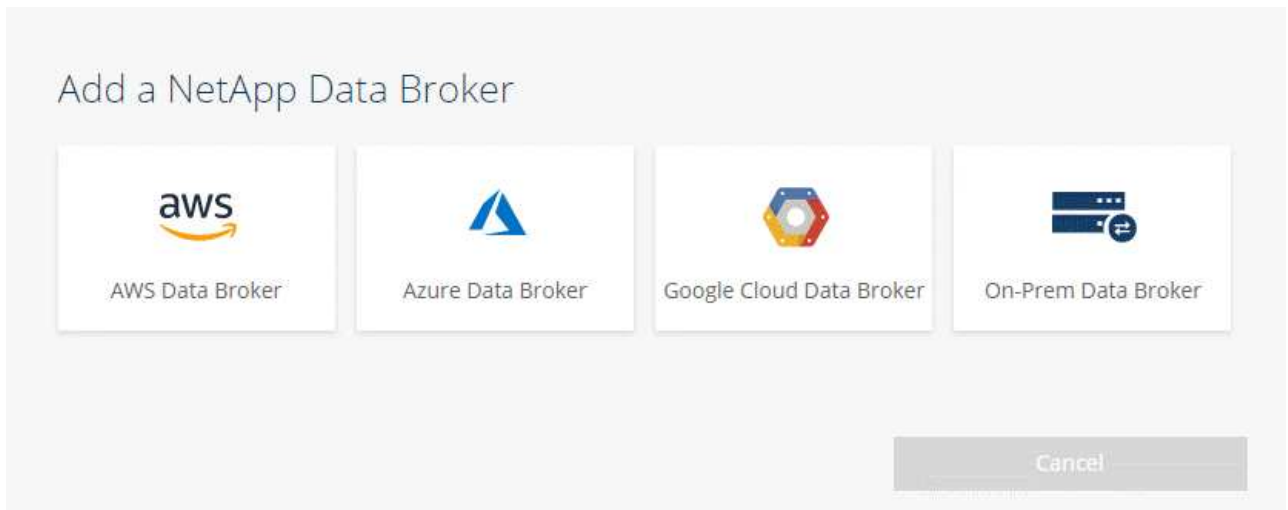 Add a NetApp Data Broker
aws
AWS Data Broker
Azure Data Broker
Google Cloud Data Broker
On-Prem Data Broker
Cancel